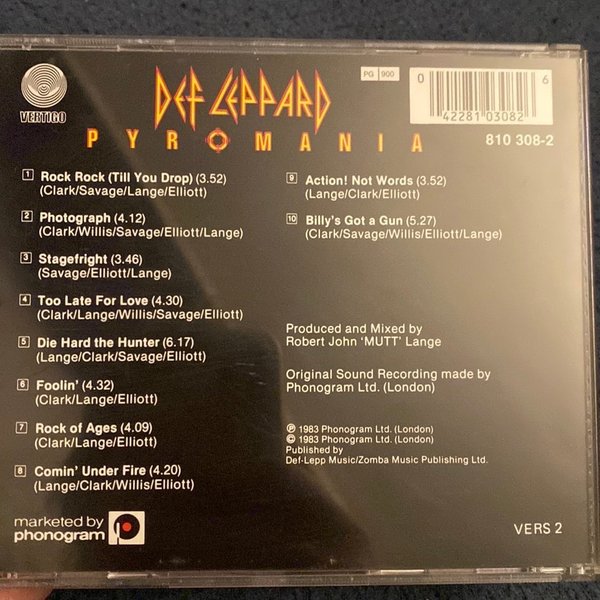 VERTIGO
DEF LEPPARD
PYROMANIA
PG 900
0 42281 03082 6
810 308-2
1 Rock Rock (Till You Drop) (3.52)
(Clark/Savage/Lange/Elliott)
2 Photograph (4.12)
(Clark/Willis/Savage/Elliott/Lange)
3 Stagefright (3.46)
(Savage/Elliott/Lange)
4 Too Late For Love (4.30)
(Clark/Lange/Willis/Savage/Elliott)
5 Die Hard the Hunter (6.17)
(Lange/Clark/Savage/Elliott)
6 Foolin' (4.32)
(Clark/Lange/Elliott)
7 Rock of Ages (4.09)
(Clark/Lange/Elliott)
8 Comin' Under Fire (4.20)
(Lange/Clark/Willis/Elliott)
9 Action! Not Words (3.52)
(Lange/Clark/Elliott)
10 Billy's Got a Gun (5.27)
(Clark/Savage/Willis/Elliott/Lange)
Produced and Mixed by
Robert John 'MUTT' Lange
Original Sound Recording made by
Phonogram Ltd. (London)
℗ 1983 Phonogram Ltd. (London)
© 1983 Phonogram Ltd. (London)
Published by
Def-Lepp Music/Zomba Music Publishing Ltd.
marketed by
phonogram
VERS 2